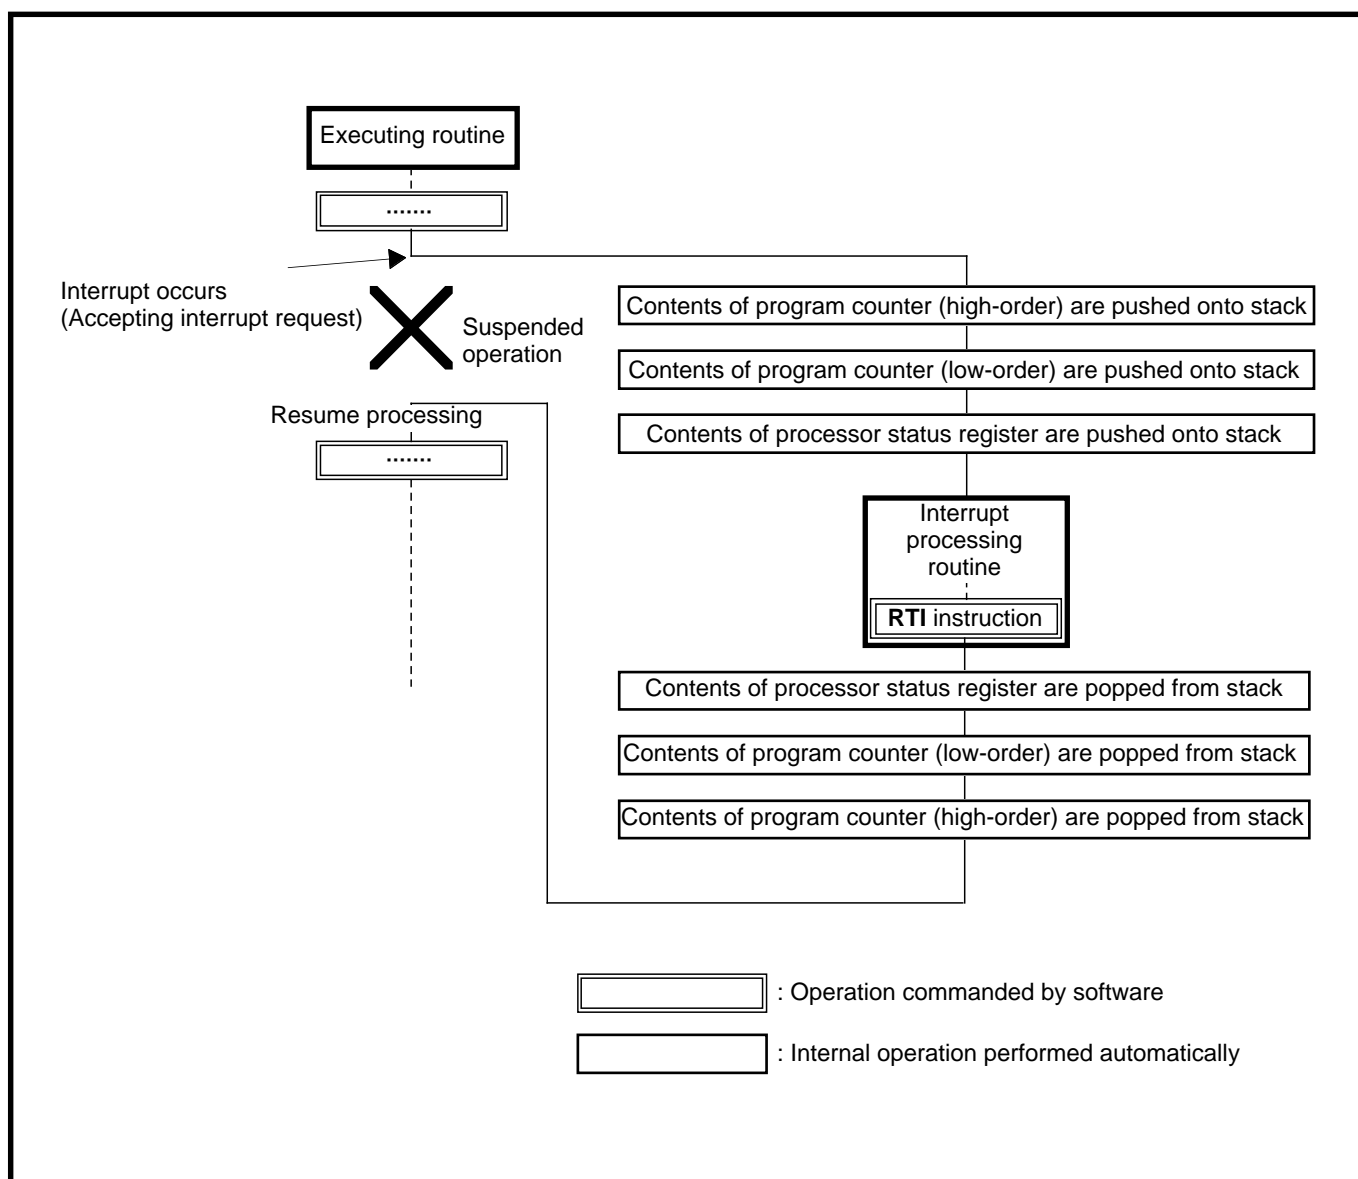 Executing routine
.......
Interrupt occurs
(Accepting interrupt request)
Suspended
operation
Contents of program counter (high-order) are pushed onto stack
Contents of program counter (low-order) are pushed onto stack
Contents of processor status register are pushed onto stack
Interrupt
processing
routine
RTI instruction
Contents of processor status register are popped from stack
Contents of program counter (low-order) are popped from stack
Contents of program counter (high-order) are popped from stack
Resume processing
.......
: Operation commanded by software
: Internal operation performed automatically